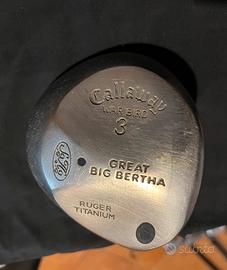 Callaway
WAR BIRD
3
GREAT
BIG BERTHA
RUGER
TITANIUM
subito